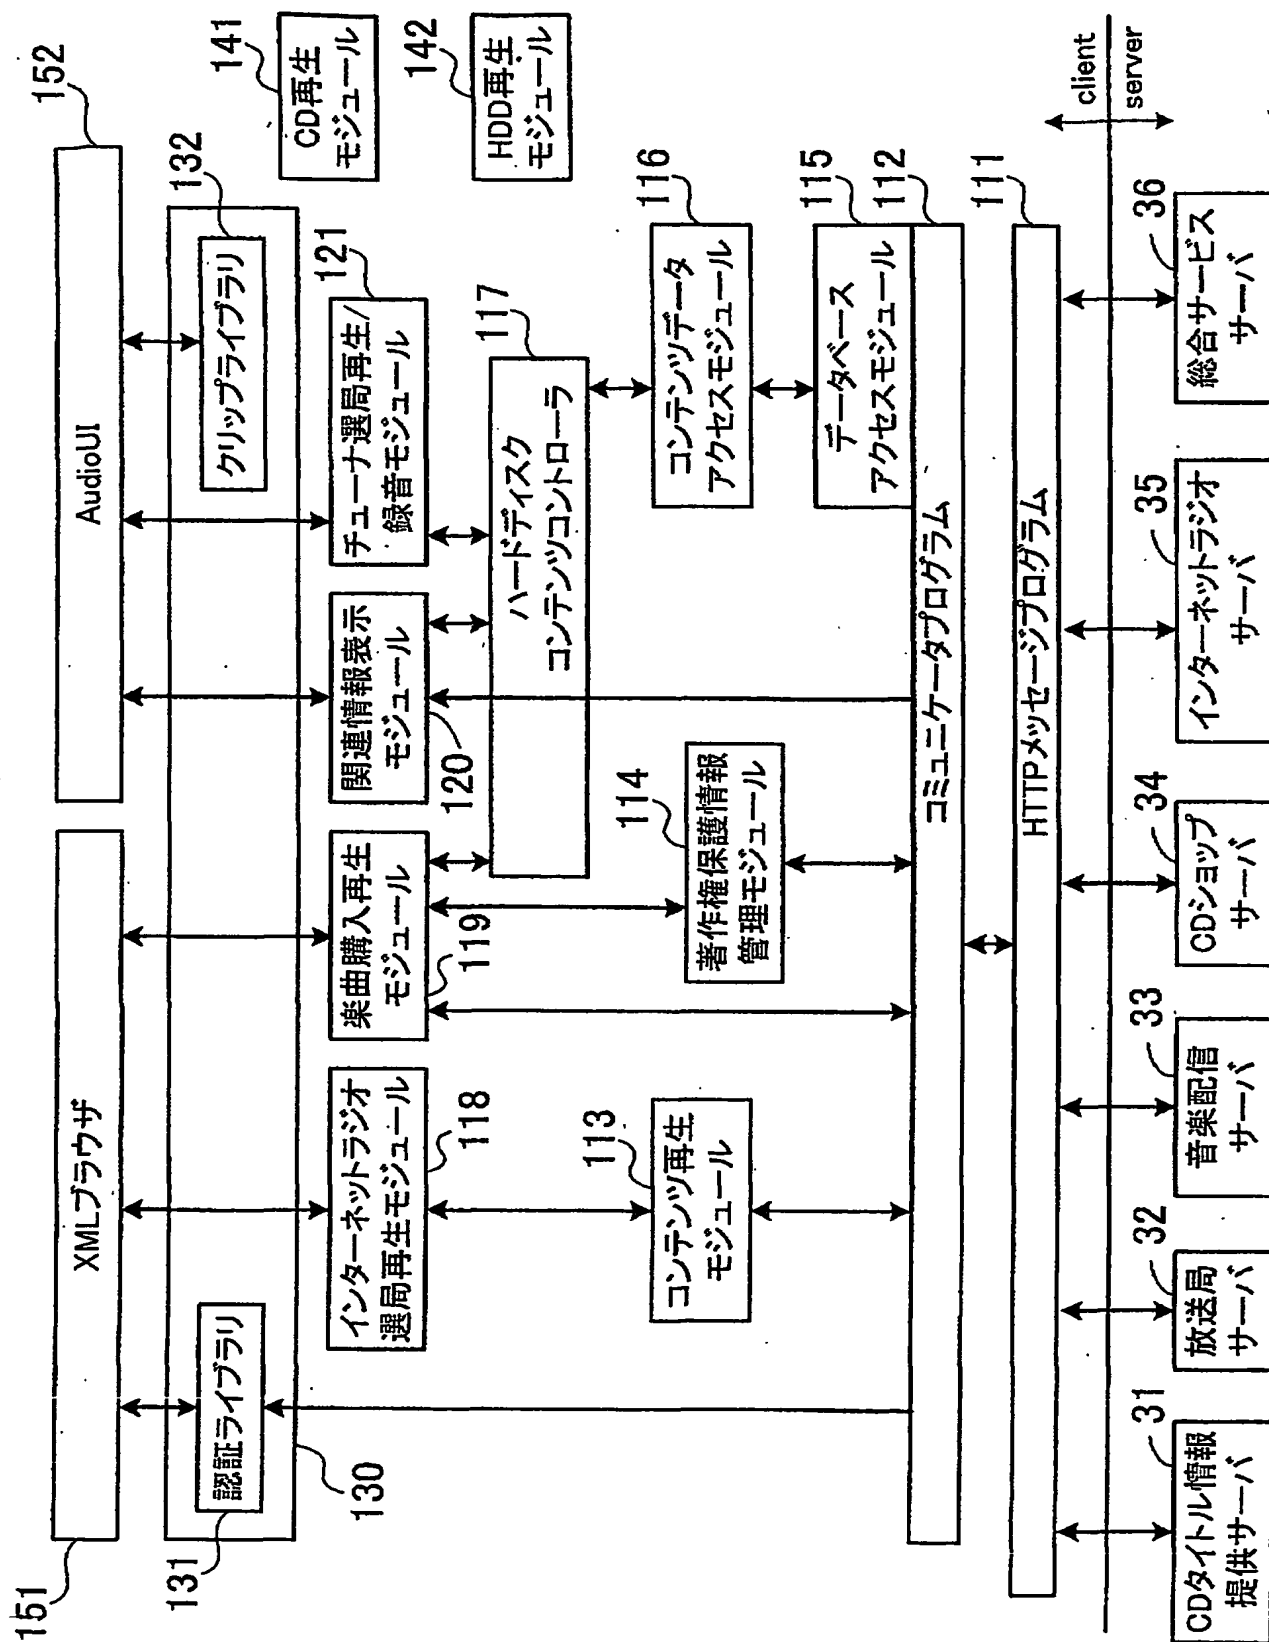 151
XMLブラウザ
AudioUI
152
131
認証ライブラリ
130
クリップライブラリ
132
CD再生
モジュール
141
HDD再生
モジュール
142
インターネットラジオ
選局再生モジュール
118
楽曲購入再生
モジュール
119
関連情報表示
モジュール
120
チューナ選局再生/
録音モジュール
121
ハードディスク
コンテンツコントローラ
117
コンテンツ再生
モジュール
113
著作権保護情報
管理モジュール
114
コンテンツデータ
アクセスモジュール
116
データベース
アクセスモジュール
115
コミュニケータプログラム
112
HTTPメッセージプログラム
111
client
server
CDタイトル情報
提供サーバ
31
放送局
サーバ
32
音楽配信
サーバ
33
CDショップ
サーバ
34
インターネットラジオ
サーバ
35
総合サービス
サーバ
36